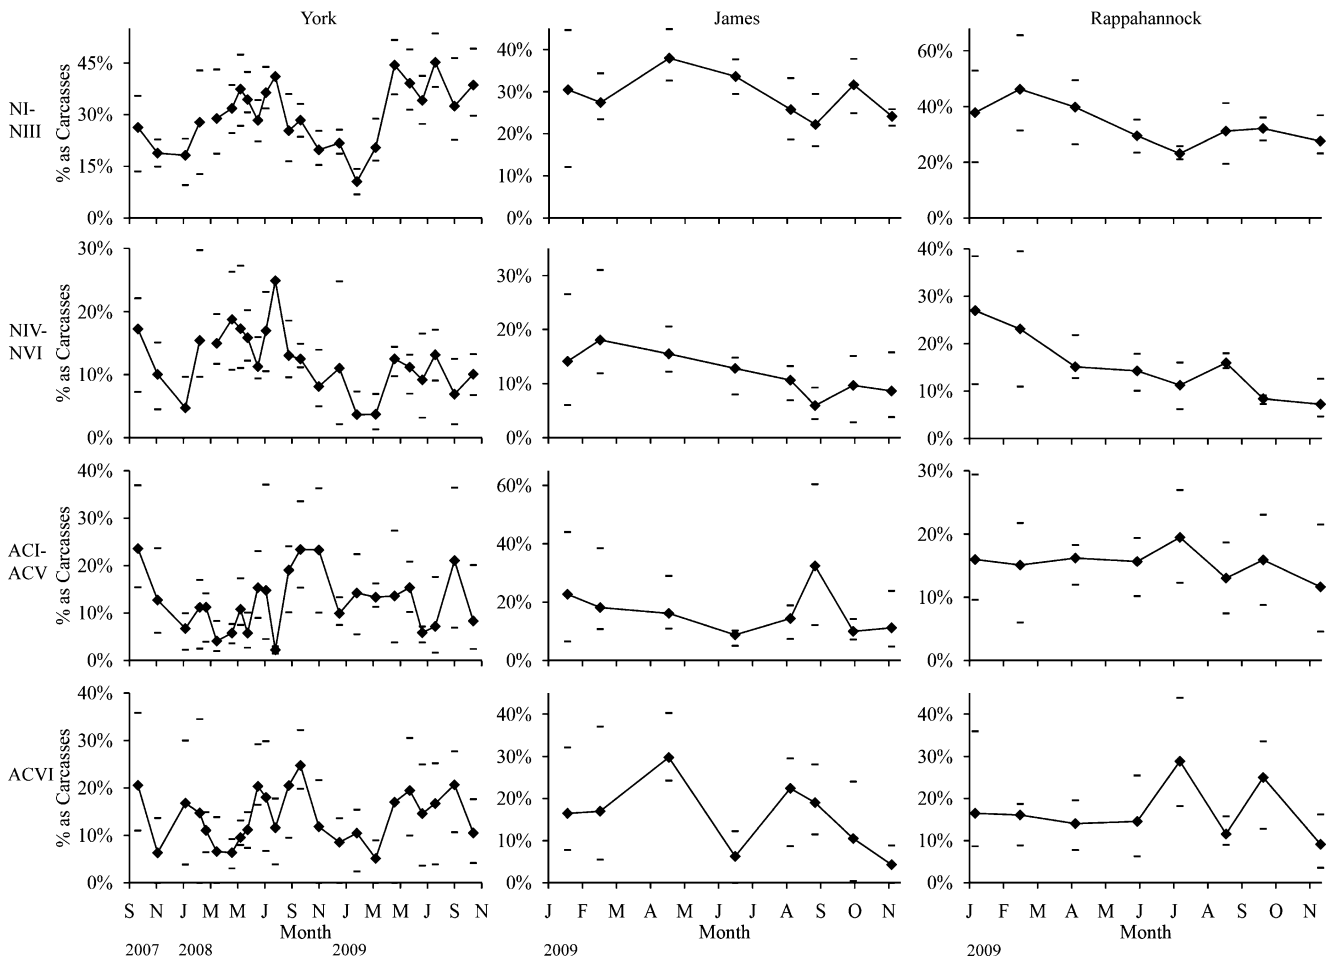 York James Rappahannock
NI-
NIII
% as Carcasses
45%
30%
15%
0%
40%
30%
20%
10%
0%
60%
40%
20%
0%
NIV-
NVI
% as Carcasses
30%
20%
10%
0%
30%
20%
10%
0%
40%
30%
20%
10%
0%
ACI-
ACV
% as Carcasses
40%
30%
20%
10%
0%
60%
40%
20%
0%
30%
20%
10%
0%
ACVI
% as Carcasses
40%
30%
20%
10%
0%
40%
30%
20%
10%
0%
40%
30%
20%
10%
0%
S N J M M J S N J M M J S N
Month
2007 2008 2009
J F M A M J J A S O N
Month
2009
J F M A M J J A S O N
Month
2009